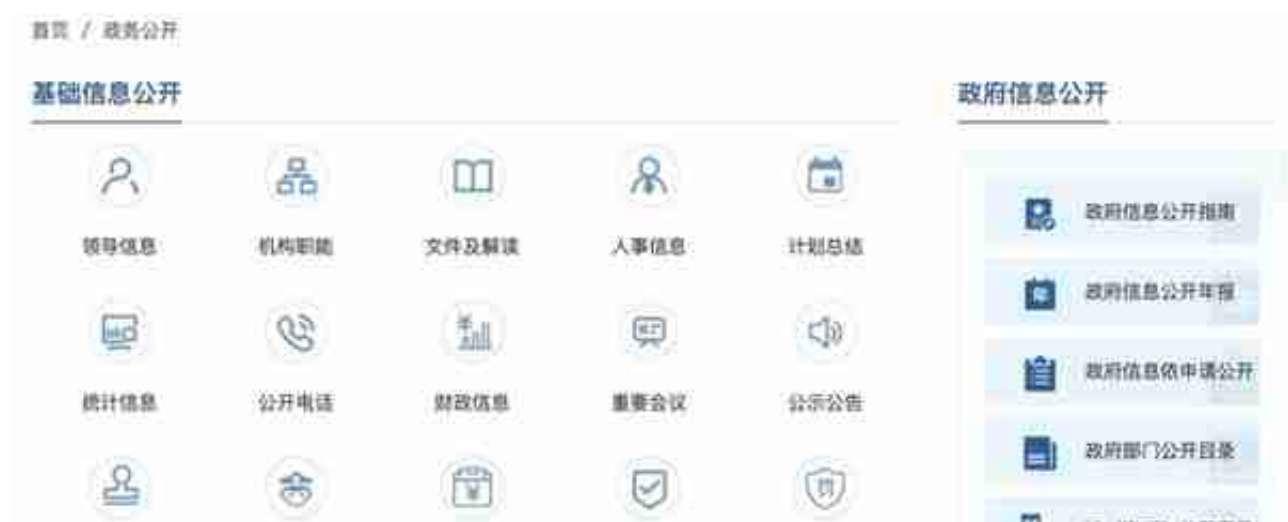 首页 / 政务公开
基础信息公开
领导信息
机构职能
文件及解读
人事信息
计划总结
统计信息
公开电话
财政信息
重要会议
公示公告
政府信息公开
政府信息公开指南
政府信息公开年报
政府信息依申请公开
政府部门公开目录